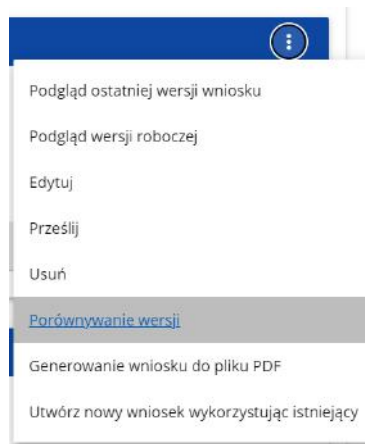 Podgląd ostatniej wersji wniosku
Podgląd wersji roboczej
Edytuj
Prześlij
Usuń
Porównywanie wersji
Generowanie wniosku do pliku PDF
Utwórz nowy wniosek wykorzystując istniejący